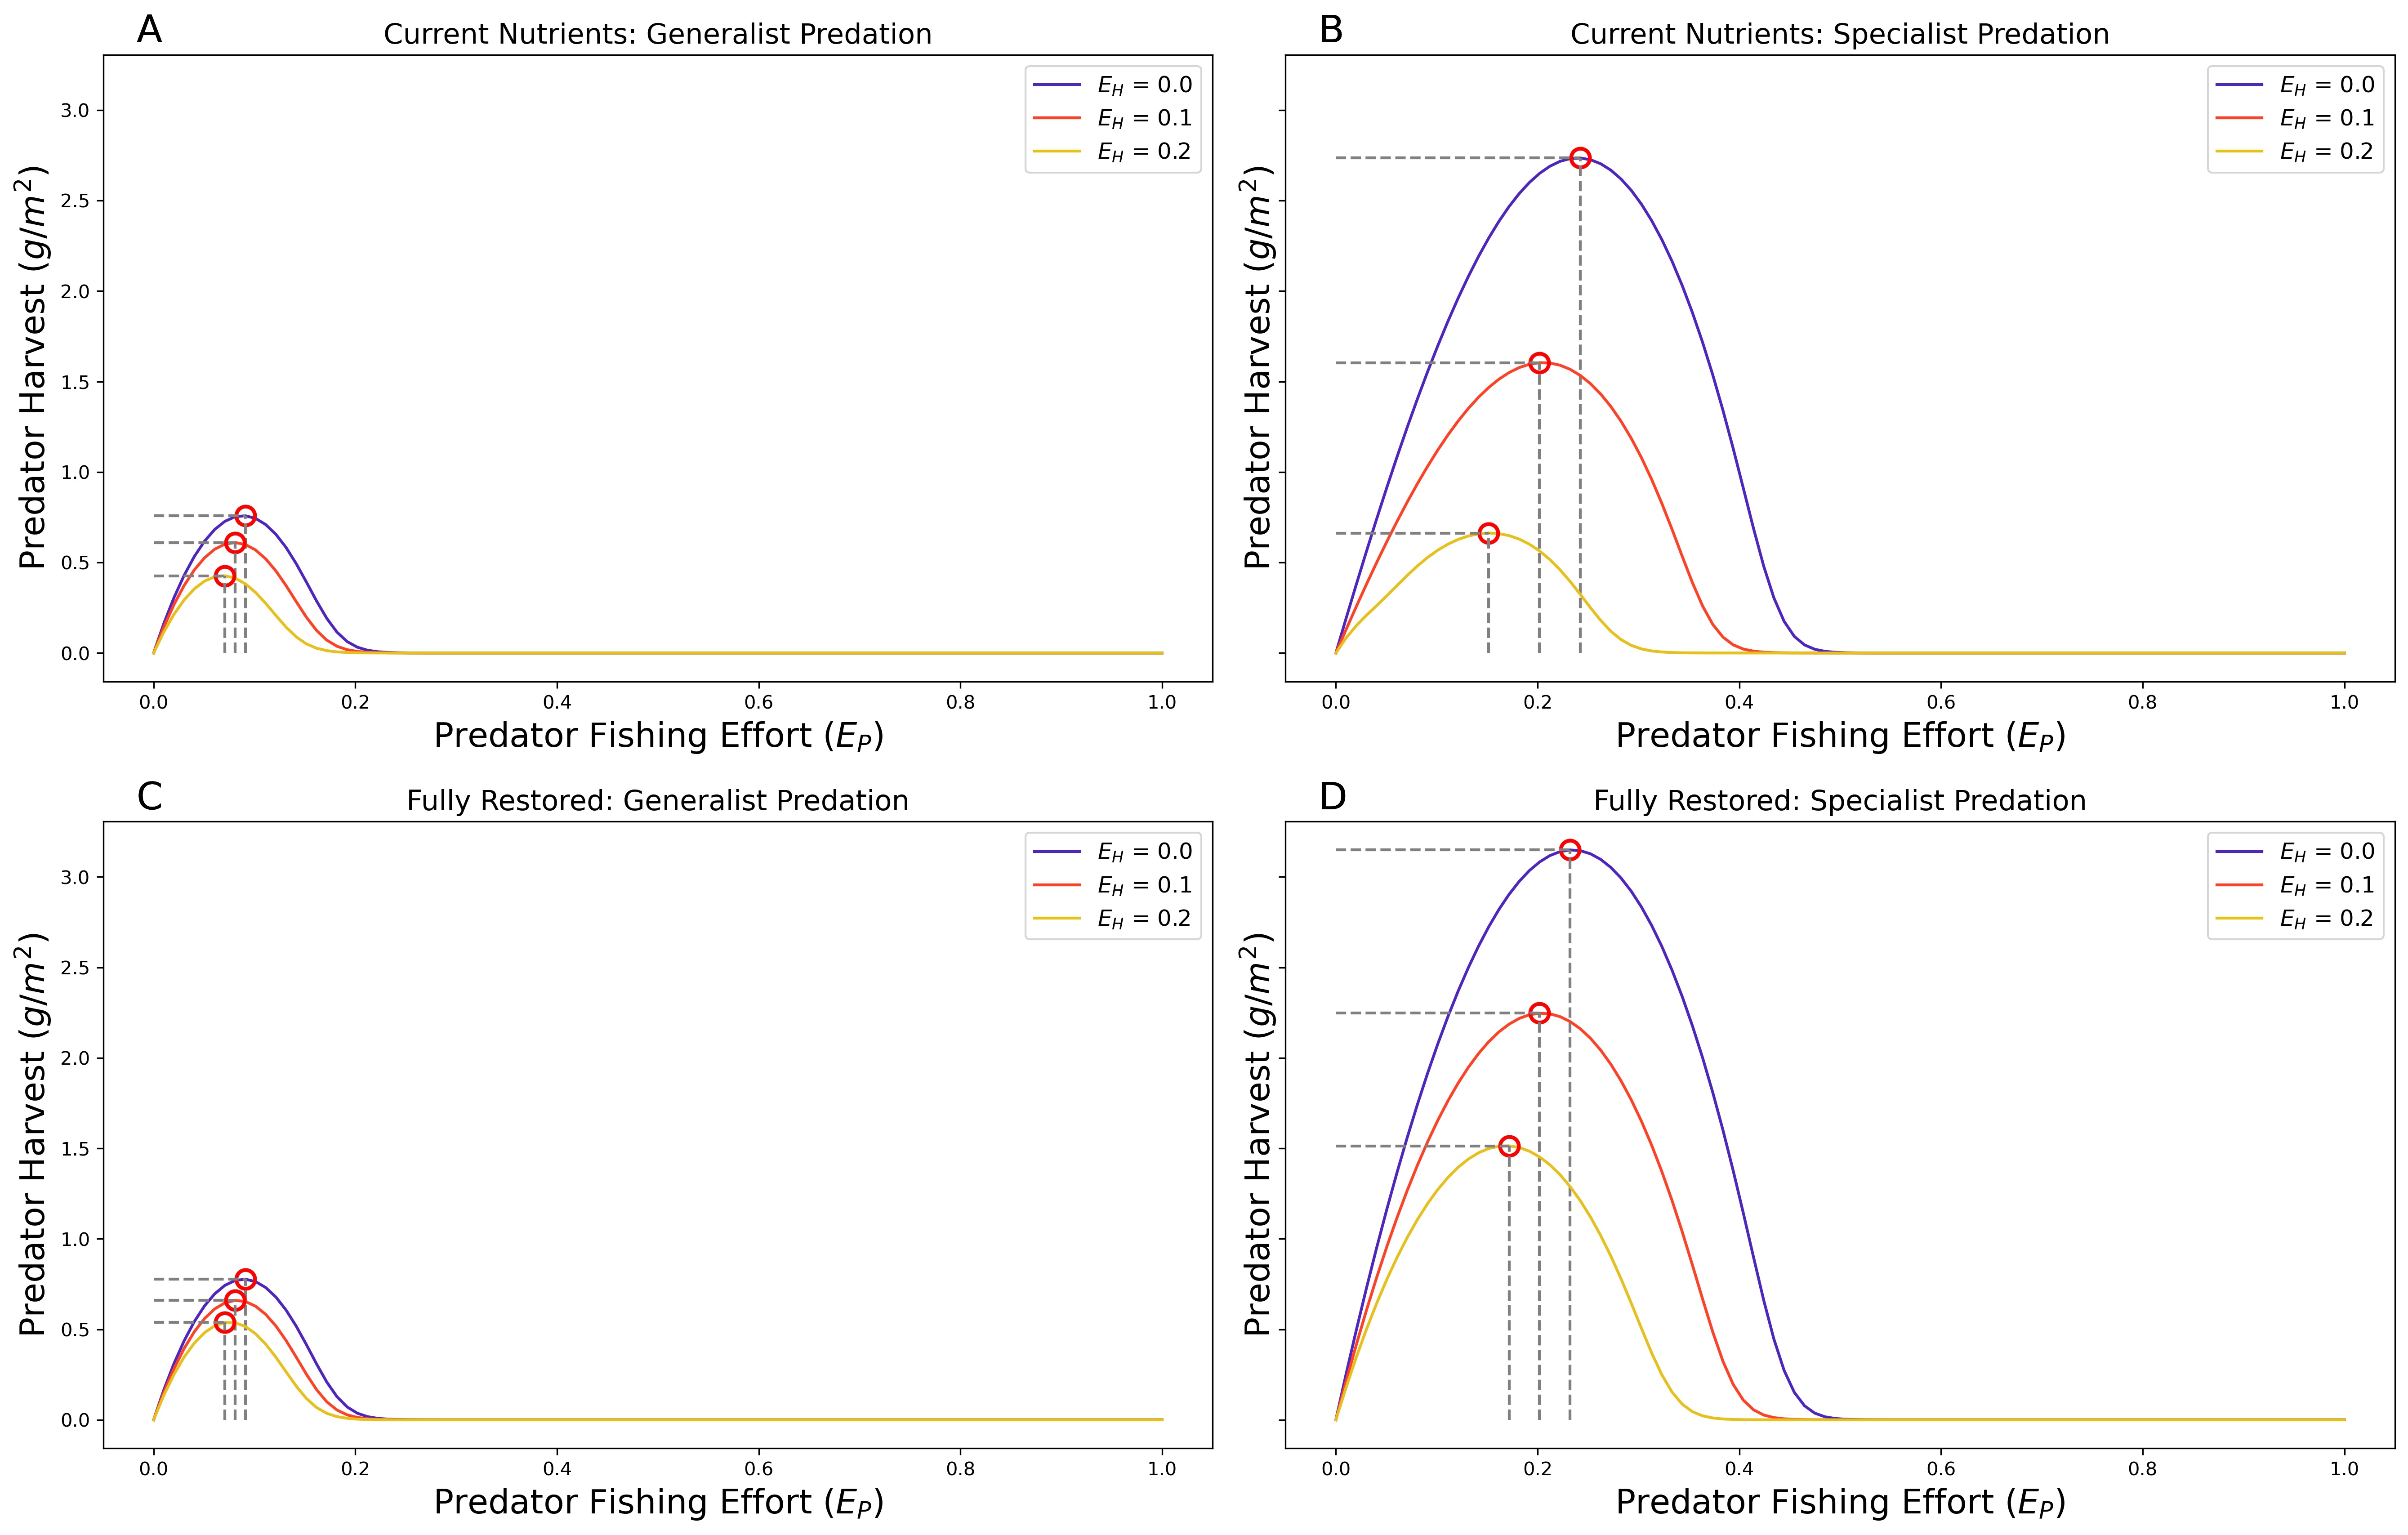 A
Current Nutrients: Generalist Predation
Predator Harvest (g/m²)
3.0
2.5
2.0
1.5
1.0
0.5
0.0
E_H = 0.0
E_H = 0.1
E_H = 0.2
0.0 0.2 0.4 0.6 0.8 1.0
Predator Fishing Effort (E_P)
B
Current Nutrients: Specialist Predation
Predator Harvest (g/m²)
E_H = 0.0
E_H = 0.1
E_H = 0.2
0.0 0.2 0.4 0.6 0.8 1.0
Predator Fishing Effort (E_P)
C
Fully Restored: Generalist Predation
Predator Harvest (g/m²)
3.0
2.5
2.0
1.5
1.0
0.5
0.0
E_H = 0.0
E_H = 0.1
E_H = 0.2
0.0 0.2 0.4 0.6 0.8 1.0
Predator Fishing Effort (E_P)
D
Fully Restored: Specialist Predation
Predator Harvest (g/m²)
E_H = 0.0
E_H = 0.1
E_H = 0.2
0.0 0.2 0.4 0.6 0.8 1.0
Predator Fishing Effort (E_P)